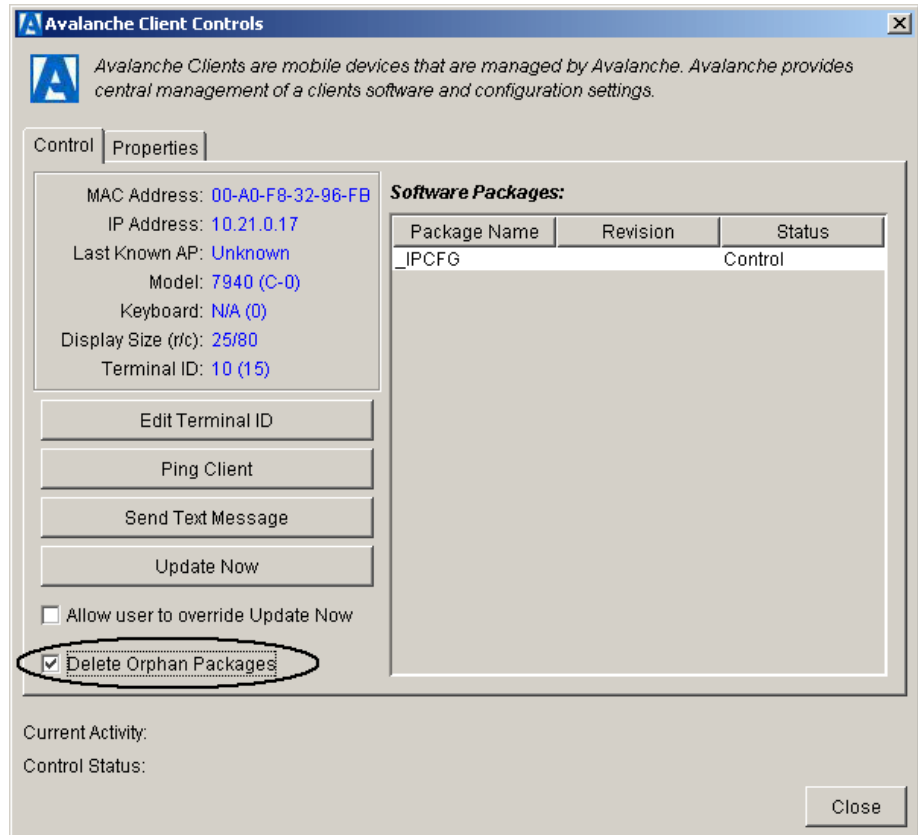 Avalanche Client Controls
Avalanche Clients are mobile devices that are managed by Avalanche. Avalanche provides
central management of a clients software and configuration settings.
Control
Properties
MAC Address: 00-A0-F8-32-96-FB
IP Address: 10.21.0.17
Last Known AP: Unknown
Model: 7940 (C-0)
Keyboard: N/A (0)
Display Size (r/c): 25/80
Terminal ID: 10 (15)
Edit Terminal ID
Ping Client
Send Text Message
Update Now
Allow user to override Update Now
Delete Orphan Packages
Software Packages:
Package Name Revision Status
_IPCFG Control
Current Activity:
Control Status:
Close